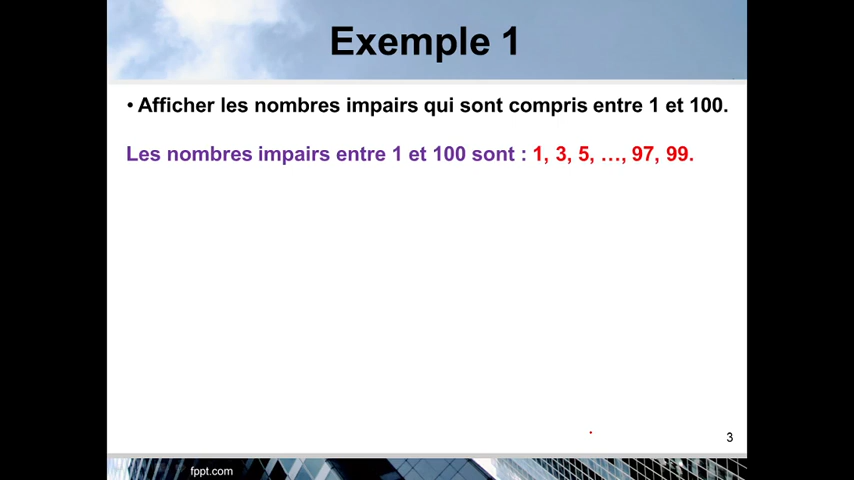 Exemple 1
• Afficher les nombres impairs qui sont compris entre 1 et 100.
Les nombres impairs entre 1 et 100 sont : 1, 3, 5, …, 97, 99.
3
fppt.com